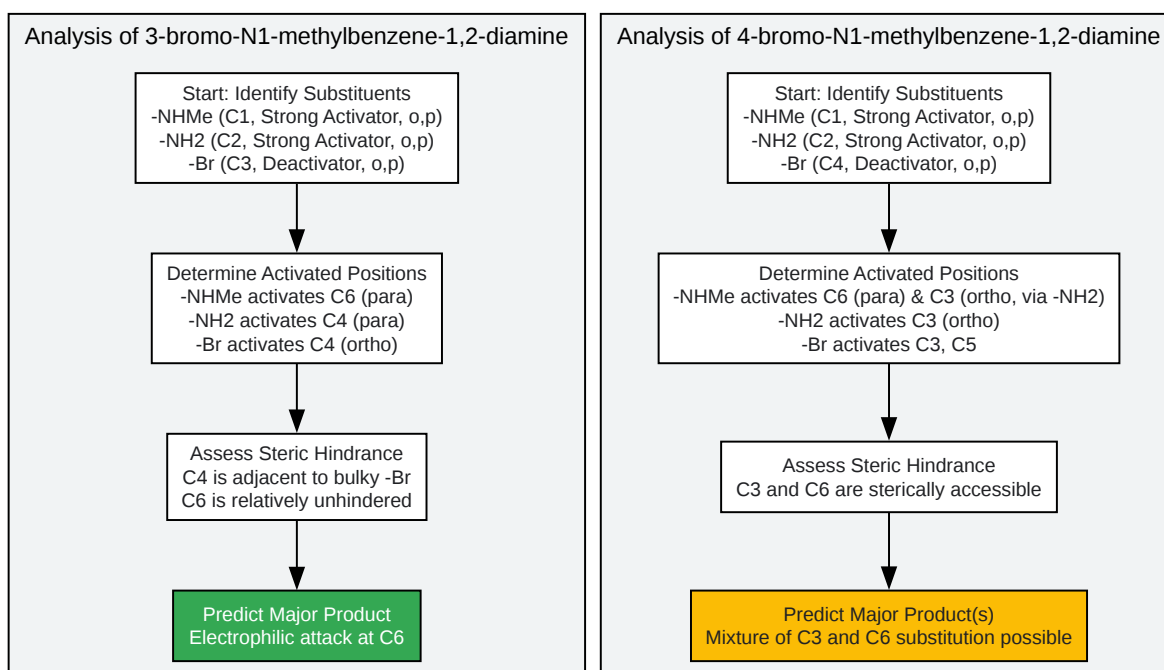 Analysis of 3-bromo-N1-methylbenzene-1,2-diamine
Start: Identify Substituents
-NHMe (C1, Strong Activator, o,p)
-NH2 (C2, Strong Activator, o,p)
-Br (C3, Deactivator, o,p)
Determine Activated Positions
-NHMe activates C6 (para)
-NH2 activates C4 (para)
-Br activates C4 (ortho)
Assess Steric Hindrance
C4 is adjacent to bulky -Br
C6 is relatively unhindered
Predict Major Product
Electrophilic attack at C6
Analysis of 4-bromo-N1-methylbenzene-1,2-diamine
Start: Identify Substituents
-NHMe (C1, Strong Activator, o,p)
-NH2 (C2, Strong Activator, o,p)
-Br (C4, Deactivator, o,p)
Determine Activated Positions
-NHMe activates C6 (para) & C3 (ortho, via -NH2)
-NH2 activates C3 (ortho)
-Br activates C3, C5
Assess Steric Hindrance
C3 and C6 are sterically accessible
Predict Major Product(s)
Mixture of C3 and C6 substitution possible